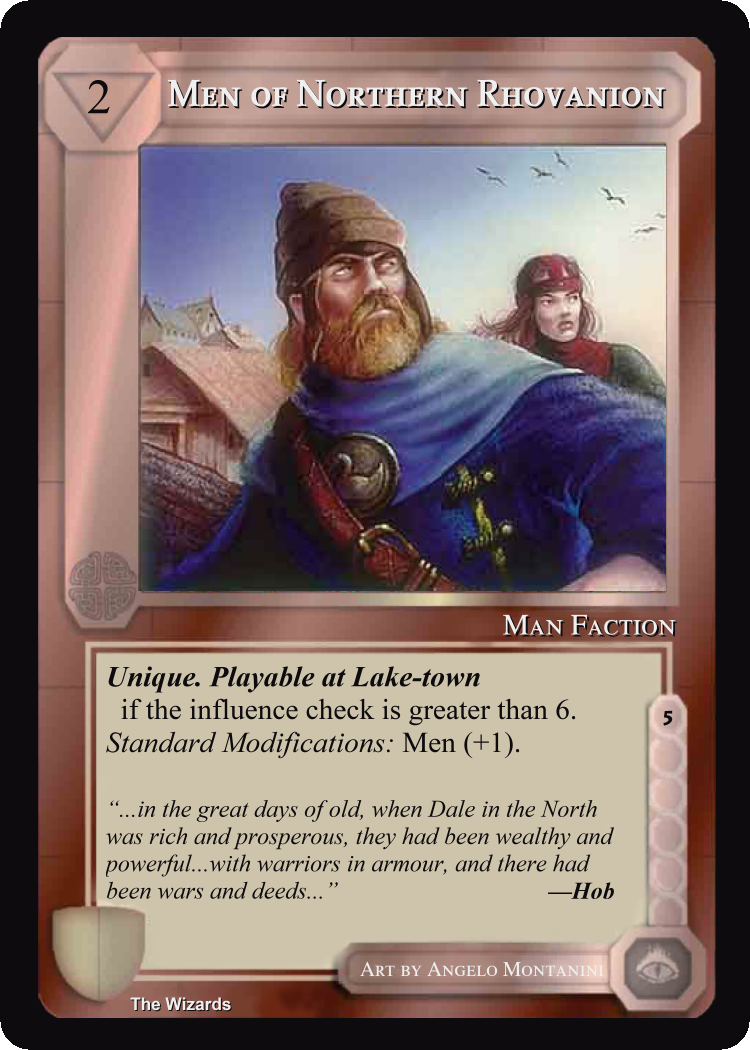 2
Men of Northern Rhovanion
Man Faction
Unique. Playable at Lake-town
if the influence check is greater than 6.
Standard Modifications: Men (+1).
5
“...in the great days of old, when Dale in the North
was rich and prosperous, they had been wealthy and
powerful...with warriors in armour, and there had
been wars and deeds...” —Hob
Art by Angelo Montanini
The Wizards